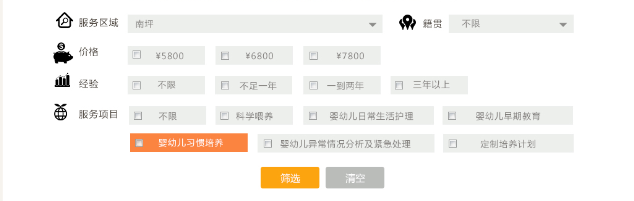 服务区域 南坪 籍贯 不限
价格 ¥5800 ¥6800 ¥7800
经验 不限 不足一年 一到两年 三年以上
服务项目 不限 科学喂养 婴幼儿日常生活护理 婴幼儿早期教育
婴幼儿习惯培养 婴幼儿异常情况分析及紧急处理 定制培养计划
筛选 清空